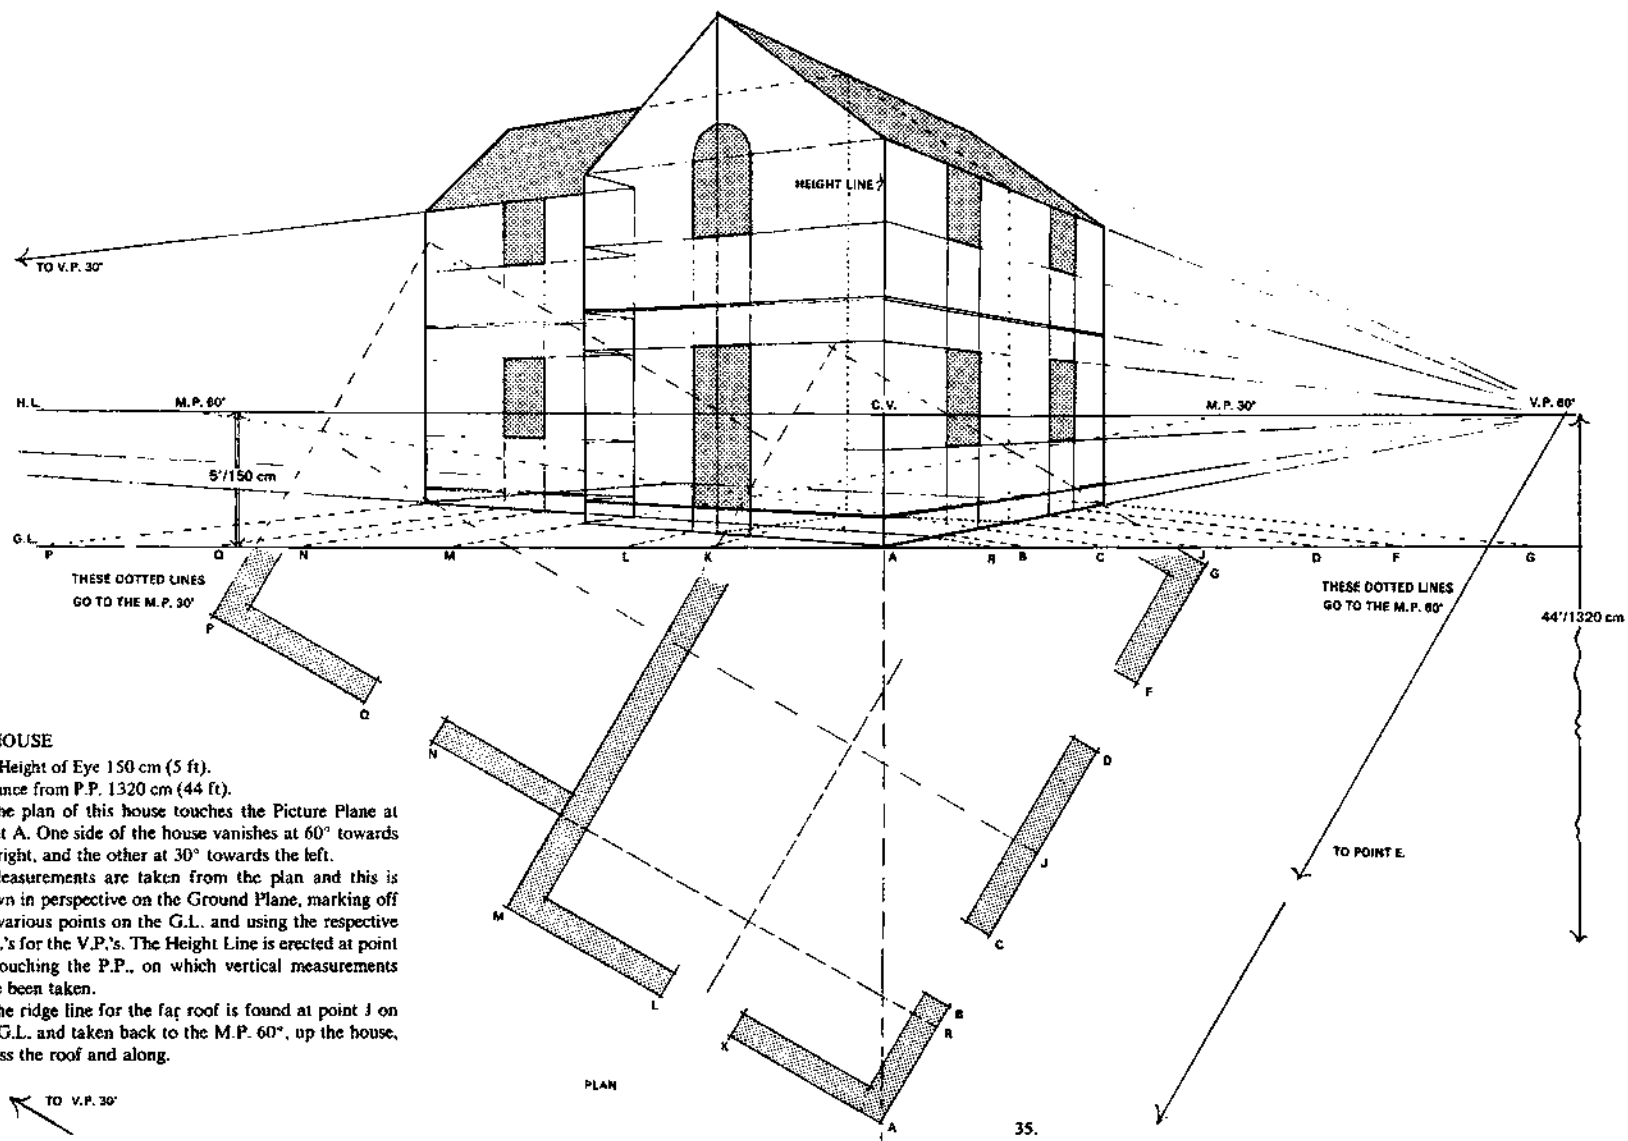 HEIGHT LINE
TO V.P. 30°
H.L.
M.P. 60°
C.V.
M.P. 30°
V.P. 60°
5'/150 cm
G.L.
P
Q
N
M
L
K
A
R
B
C
J
D
F
G
THESE DOTTED LINES
GO TO THE M.P. 30°
THESE DOTTED LINES
GO TO THE M.P. 60°
44'/1320 cm
P
Q
G
F
N
D
HOUSE
Height of Eye 150 cm (5 ft).
ance from P.P. 1320 cm (44 ft).
he plan of this house touches the Picture Plane at
t A. One side of the house vanishes at 60° towards
right, and the other at 30° towards the left.
easurements are taken from the plan and this is
wn in perspective on the Ground Plane, marking off
various points on the G.L. and using the respective
.'s for the V.P.'s. The Height Line is erected at point
ouching the P.P., on which vertical measurements
e been taken.
he ridge line for the far roof is found at point J on
G.L. and taken back to the M.P. 60°, up the house,
ss the roof and along.
J
TO POINT E.
M
C
L
B
R
K
A
PLAN
TO V.P. 30°
35.